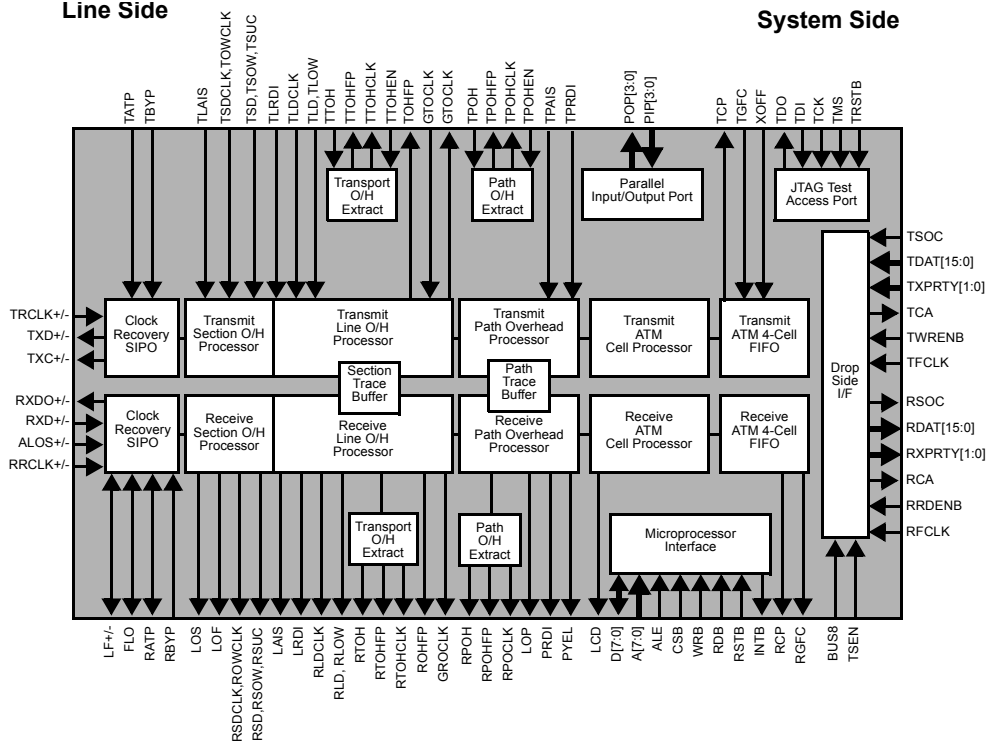 Line Side
System Side
TATP
TBYP
TLAIS
TSDCLK,TOWCLK
TSD,TSOW,TSUC
TLRDI
TLDCLK
TLD,TLOW
TTOH
TTOHFP
TTOHCLK
TTOHEN
TOHFP
GTOCLK
GTOCLK
TPOH
TPOHFP
TPOHCLK
TPOHEN
TPAIS
TPRDI
POP[3:0]
PIP[3:0]
TCP
TGFC
XOFF
TDO
TDI
TCK
TMS
TRSTB
Transport
O/H
Extract
Path
O/H
Extract
Parallel
Input/Output Port
JTAG Test
Access Port
TRCLK+/-
TXD+/-
TXC+/-
RXDO+/-
RXD+/-
ALOS+/-
RRCLK+/-
Clock
Recovery
SIPO
Transmit
Section O/H
Processor
Transmit
Line O/H
Processor
Transmit
Path Overhead
Processor
Transmit
ATM
Cell Processor
Transmit
ATM 4-Cell
FIFO
Section
Trace
Buffer
Path
Trace
Buffer
Clock
Recovery
SIPO
Receive
Section O/H
Processor
Receive
Line O/H
Processor
Receive
Path Overhead
Processor
Receive
ATM
Cell Processor
Receive
ATM 4-Cell
FIFO
Drop
Side
I/F
TSOC
TDAT[15:0]
TXPRTY[1:0]
TCA
TWRENB
TFCLK
RSOC
RDAT[15:0]
RXPRTY[1:0]
RCA
RRDENB
RFCLK
Transport
O/H
Extract
Path
O/H
Extract
Microprocessor
Interface
LF+/-
FLO
RATP
RBYP
LOS
LOF
RSDCLK,ROWCLK
RSD,RSOW,RSUC
LAIS
LRDI
RLDCLK
RLD, RLOW
RTOH
RTOHFP
RTOHCLK
ROHFP
GROCLK
RPOH
RPOHFP
RPOCLK
LOP
PRDI
PYEL
LCD
D[7:0]
A[7:0]
ALE
CSB
WRB
RDB
RSTB
INTB
RCP
RGFC
BUS8
TSEN